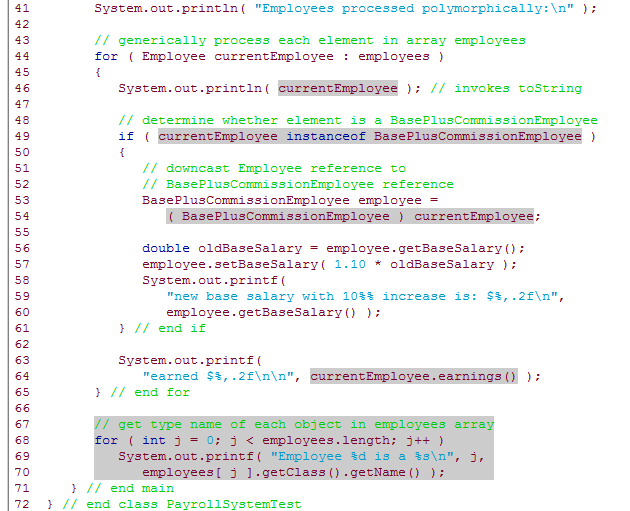 41 System.out.println( "Employees processed polymorphically:\n" );
42
43 // generically process each element in array employees
44 for ( Employee currentEmployee : employees )
45 {
46 System.out.println( currentEmployee ); // invokes toString
47
48 // determine whether element is a BasePlusCommissionEmployee
49 if ( currentEmployee instanceof BasePlusCommissionEmployee )
50 {
51 // downcast Employee reference to
52 // BasePlusCommissionEmployee reference
53 BasePlusCommissionEmployee employee =
54 ( BasePlusCommissionEmployee ) currentEmployee;
55
56 double oldBaseSalary = employee.getBaseSalary();
57 employee.setBaseSalary( 1.10 * oldBaseSalary );
58 System.out.printf(
59 "new base salary with 10%% increase is: $%,.2f\n",
60 employee.getBaseSalary() );
61 } // end if
62
63 System.out.printf(
64 "earned $%,.2f\n\n", currentEmployee.earnings() );
65 } // end for
66
67 // get type name of each object in employees array
68 for ( int j = 0; j < employees.length; j++ )
69 System.out.printf( "Employee %d is a %s\n", j,
70 employees[ j ].getClass().getName() );
71 } // end main
72 } // end class PayrollSystemTest